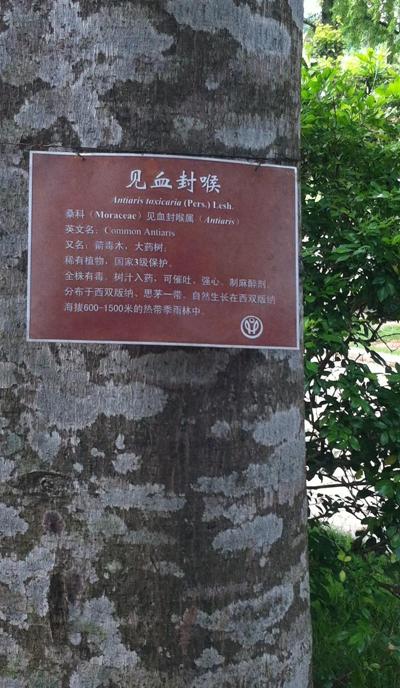 见血封喉
Antiaris toxicaria (Pers.) Lesh.
桑科（Moraceae）见血封喉属（Antiaris）
英文名：Common Antiaris
又名：箭毒木，大药树。
稀有植物，国家3级保护。
全株有毒，树汁入药，可催吐、强心、制麻醉剂。
分布于西双版纳、思茅一带。自然生长在西双版纳
海拔600-1500米的热带季雨林中。